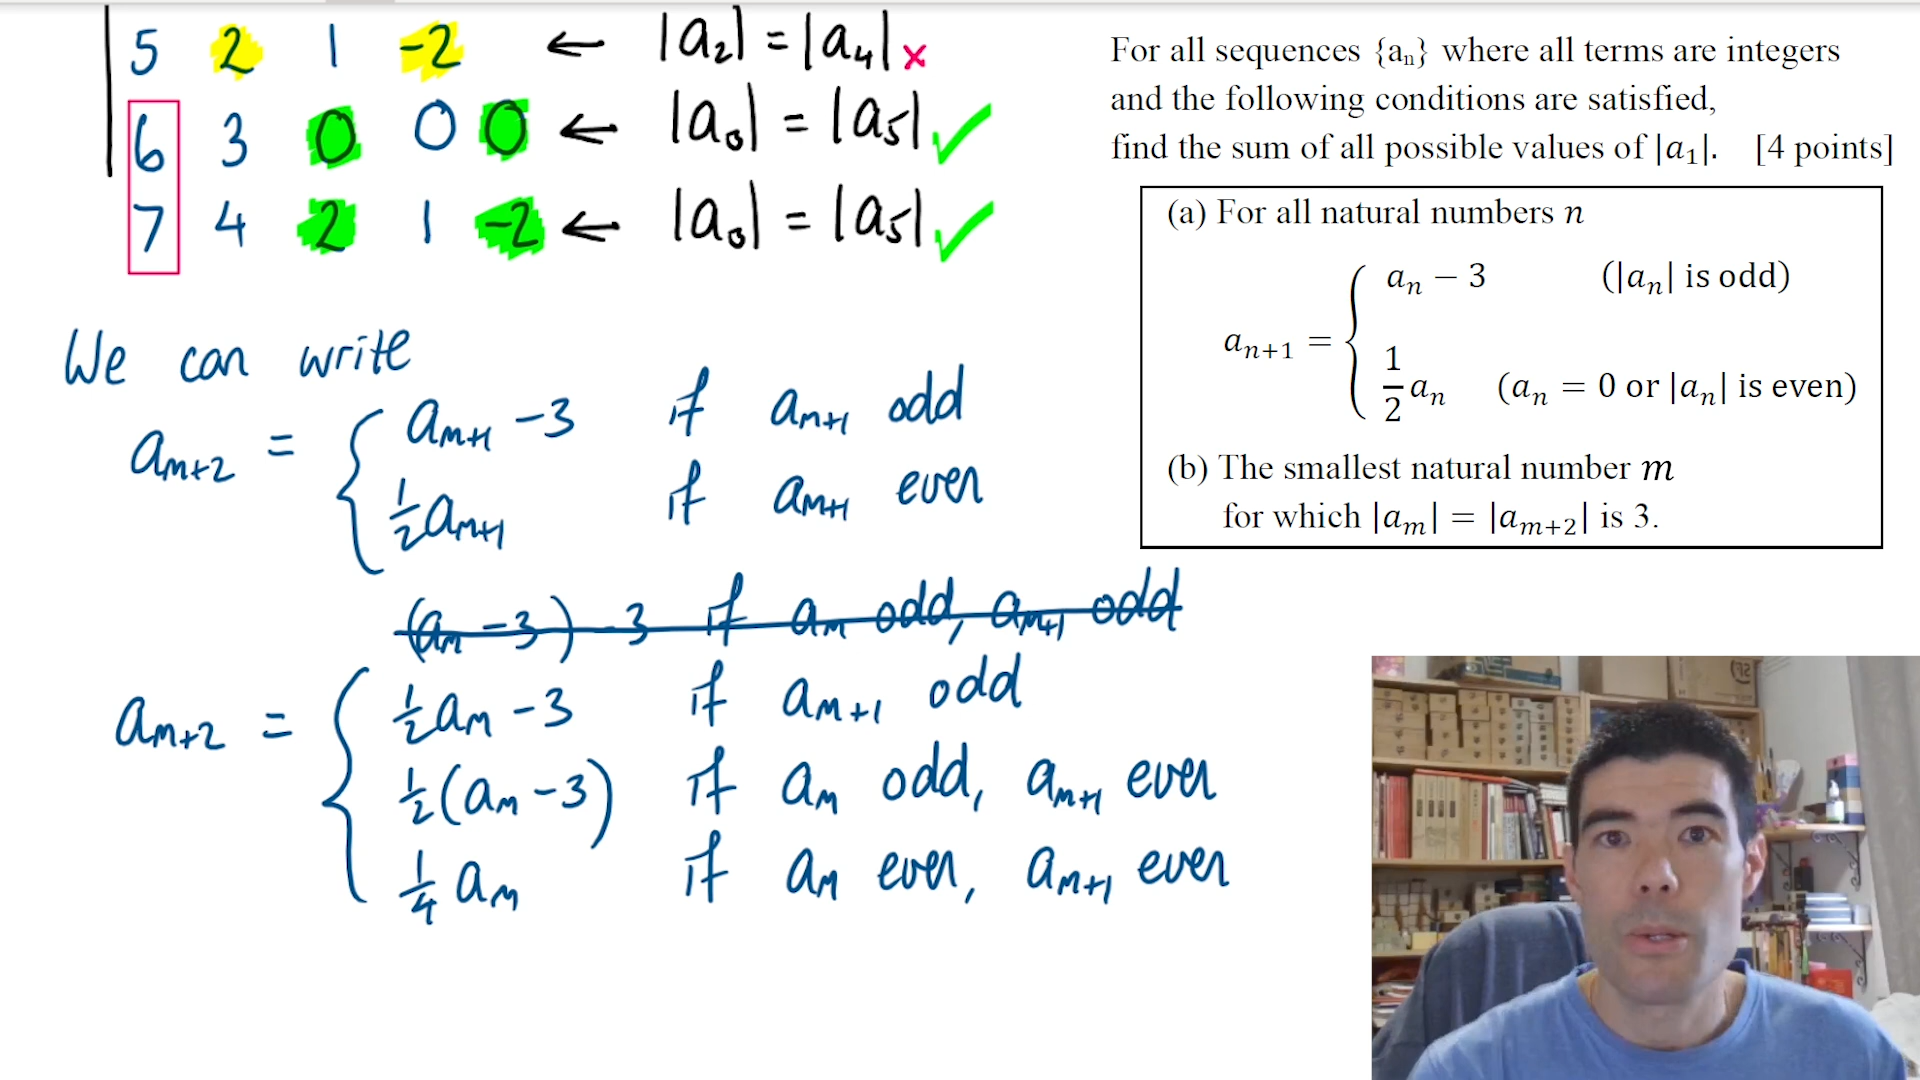 5 2 1 -2 ← |a₂| = |a₄| ×
6 3 0 0 0 ← |a₀| = |a₅| ✓
7 4 2 1 -2 ← |a₀| = |a₅| ✓
We can write
aₘ₊₂ = { aₘ₊₁ - 3 if aₘ₊₁ odd
½aₘ₊₁ if aₘ₊₁ even
(aₘ - 3) - 3 if aₘ odd, aₘ₊₁ odd
aₘ₊₂ = { ½aₘ - 3 if aₘ₊₁ odd
½(aₘ - 3) if aₘ odd, aₘ₊₁ even
¼ aₘ if aₘ even, aₘ₊₁ even
For all sequences {aₙ} where all terms are integers
and the following conditions are satisfied,
find the sum of all possible values of |a₁|. [4 points]
(a) For all natural numbers n
aₙ₊₁ = { aₙ − 3 (|aₙ| is odd)
½aₙ (aₙ = 0 or |aₙ| is even)
(b) The smallest natural number m
for which |aₘ| = |aₘ₊₂| is 3.